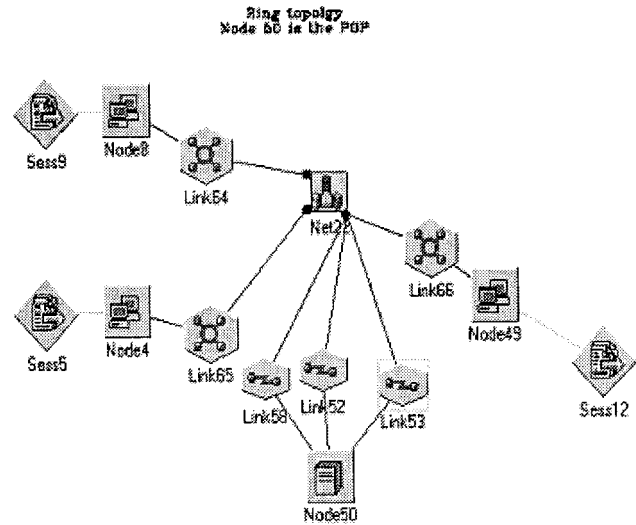 Ring topolgy
Node 50 is the POP
Sess9
Node8
Link64
Net22
Link66
Node49
Sess5
Node4
Link65
Link58
Link52
Link53
Sess12
Node50